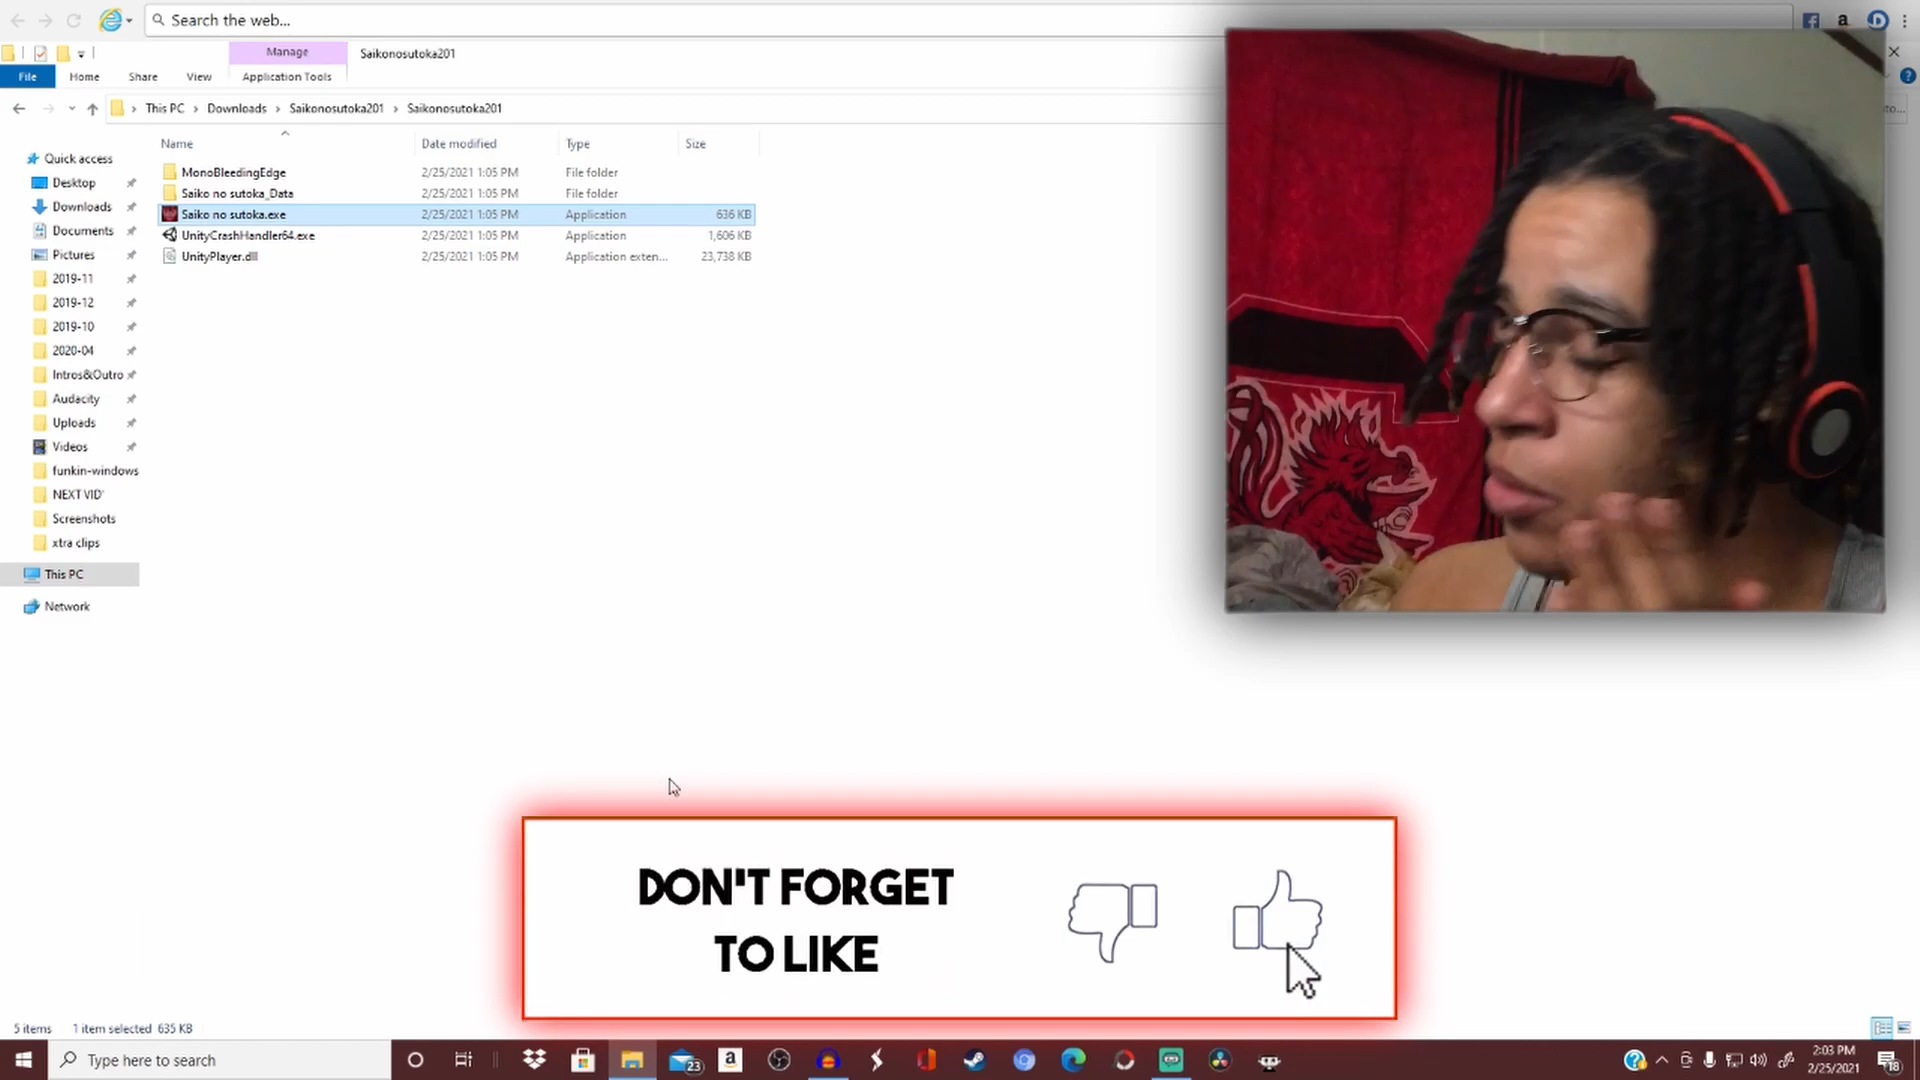 Search the web...
Manage
Saikonosutoka201
File
Home
Share
View
Application Tools
This PC
Downloads
Saikonosutoka201
Saikonosutoka201
to...
Name
Date modified
Type
Size
MonoBleedingEdge
2/25/2021 1:05 PM
File folder
Saiko no sutoka_Data
2/25/2021 1:05 PM
File folder
Saiko no sutoka.exe
2/25/2021 1:05 PM
Application
636 KB
UnityCrashHandler64.exe
2/25/2021 1:05 PM
Application
1,606 KB
UnityPlayer.dll
2/25/2021 1:05 PM
Application exten...
23,738 KB
Quick access
Desktop
Downloads
Documents
Pictures
2019-11
2019-12
2019-10
2020-04
Intros&Outro
Audacity
Uploads
Videos
funkin-windows
NEXT VID'
Screenshots
xtra clips
This PC
Network
DON'T FORGET
TO LIKE
5 items
1 item selected 635 KB
Type here to search
23
2:03 PM
2/25/2021
18